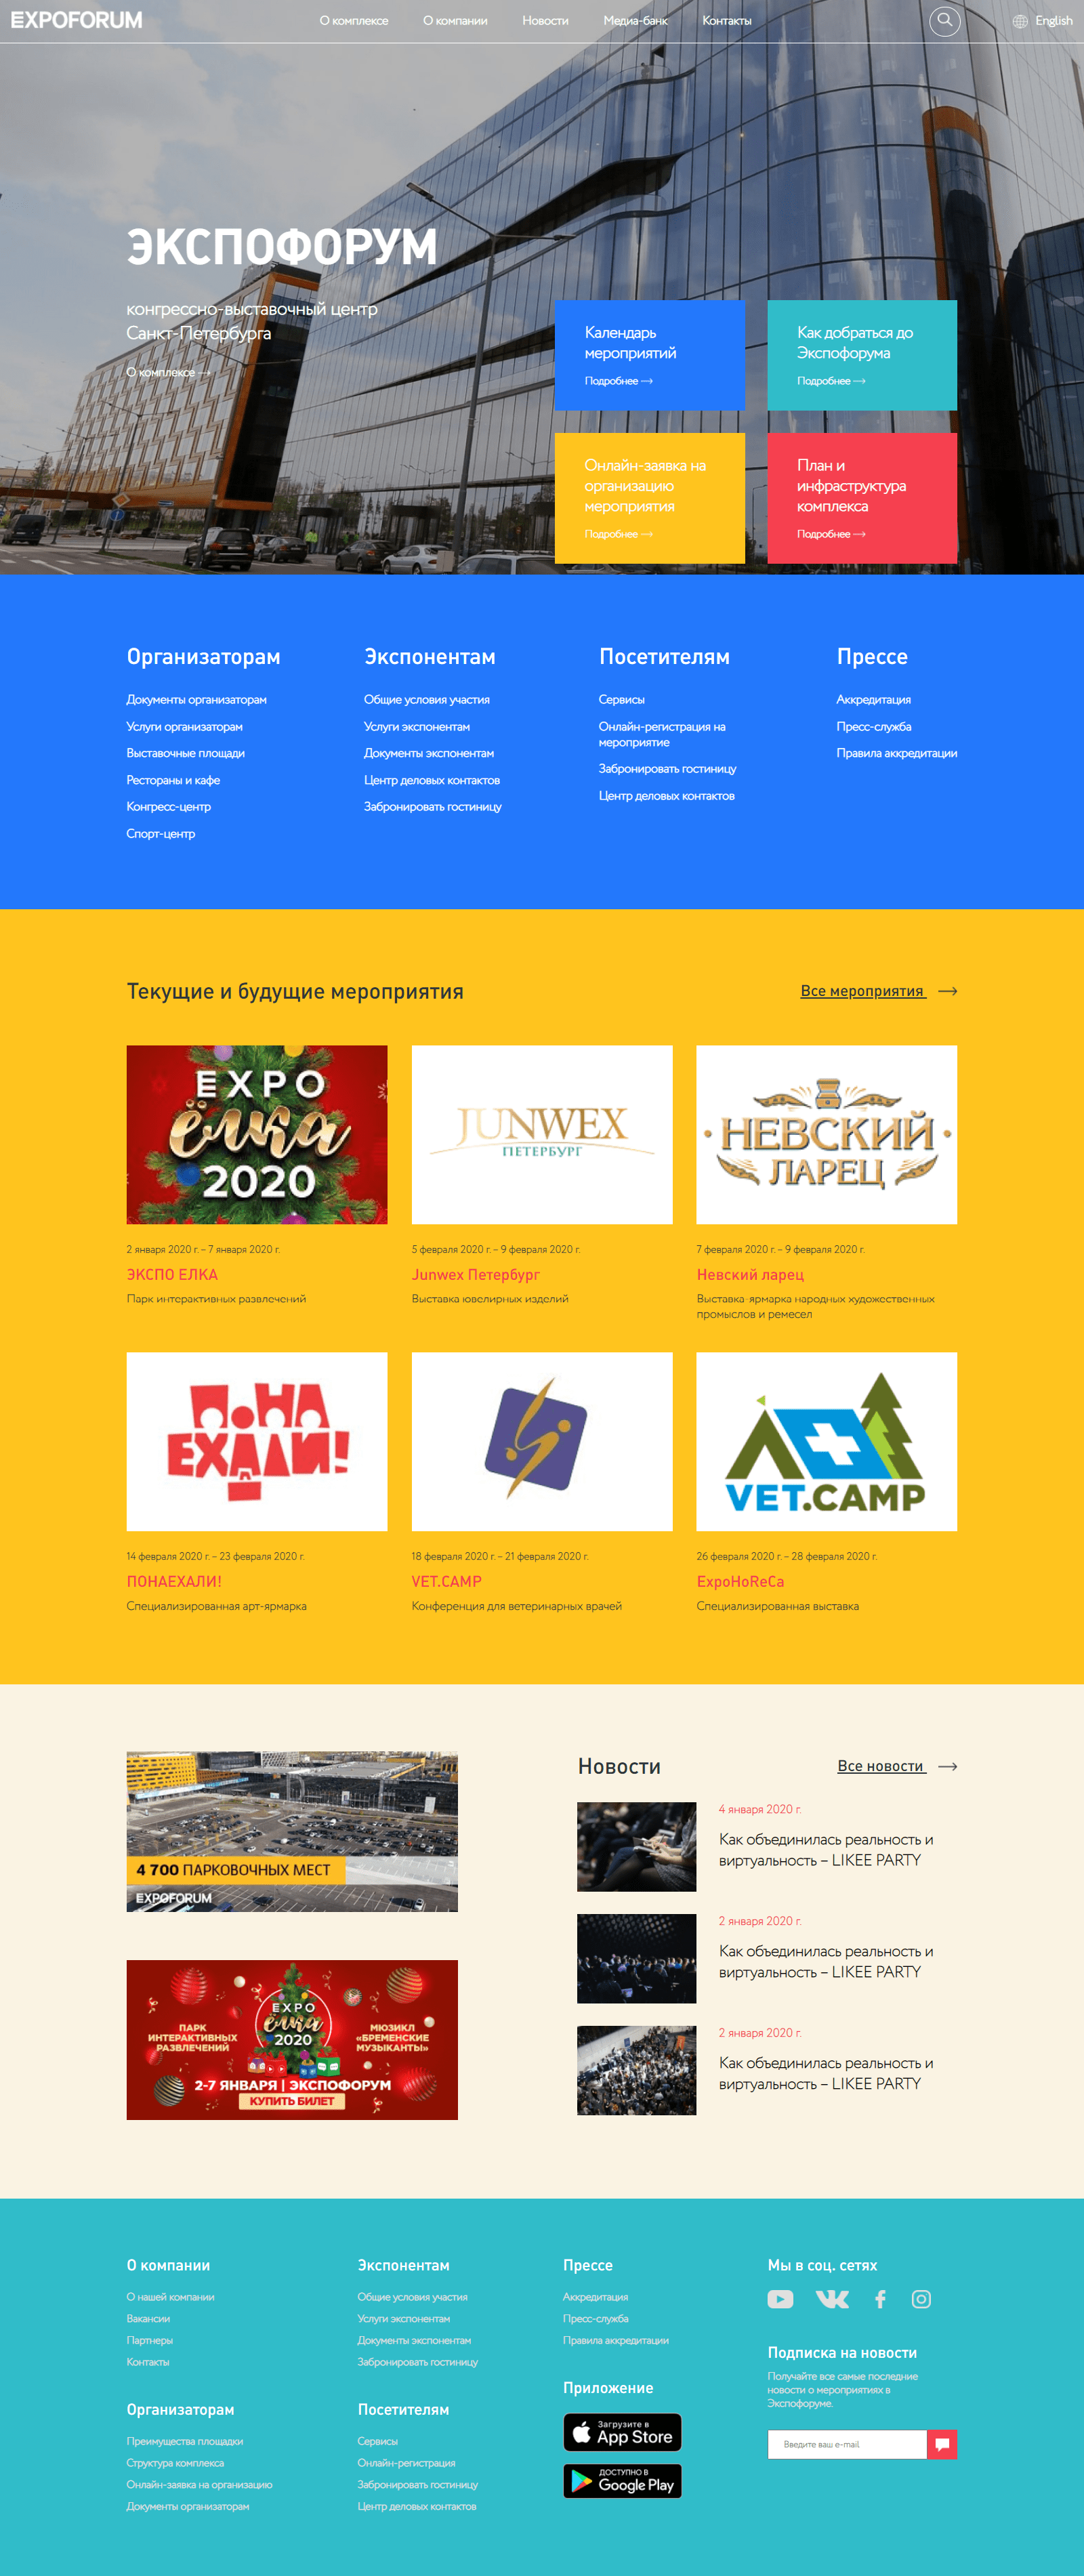 EXPOFORUM
О комплексе
О компании
Новости
Медиа-банк
Контакты
English
ЭКСПОФОРУМ
конгрессно-выставочный центр
Санкт-Петербурга
О комплексе
Календарь
мероприятий
Подробнее
Как добраться до
Экспофорума
Подробнее
Онлайн-заявка на
организацию
мероприятия
Подробнее
План и
инфраструктура
комплекса
Подробнее
Организаторам
Документы организаторам
Услуги организаторам
Выставочные площади
Рестораны и кафе
Конгресс-центр
Спорт-центр
Экспонентам
Общие условия участия
Услуги экспонентам
Документы экспонентам
Центр деловых контактов
Забронировать гостиницу
Посетителям
Сервисы
Онлайн-регистрация на
мероприятие
Забронировать гостиницу
Центр деловых контактов
Прессе
Аккредитация
Пресс-служба
Правила аккредитации
Текущие и будущие мероприятия
Все мероприятия
EXPO
ёлка
2020
2 января 2020 г. – 7 января 2020 г.
ЭКСПО ЕЛКА
Парк интерактивных развлечений
JUNWEX
ПЕТЕРБУРГ
5 февраля 2020 г. – 9 февраля 2020 г.
Junwex Петербург
Выставка ювелирных изделий
НЕВСКИЙ
ЛАРЕЦ
7 февраля 2020 г. – 9 февраля 2020 г.
Невский ларец
Выставка-ярмарка народных художественных
промыслов и ремесел
ПОНА
ЕХАЛИ!
14 февраля 2020 г. – 23 февраля 2020 г.
ПОНАЕХАЛИ!
Специализированная арт-ярмарка
18 февраля 2020 г. – 21 февраля 2020 г.
VET.CAMP
Конференция для ветеринарных врачей
VET.CAMP
26 февраля 2020 г. – 28 февраля 2020 г.
ExpoHoReCa
Специализированная выставка
4 700 ПАРКОВОЧНЫХ МЕСТ
EXPOFORUM
EXPO
ёлка
2020
ПАРК
ИНТЕРАКТИВНЫХ
РАЗВЛЕЧЕНИЙ
МЮЗИКЛ
«БРЕМЕНСКИЕ
МУЗЫКАНТЫ»
2-7 ЯНВАРЯ | ЭКСПОФОРУМ
КУПИТЬ БИЛЕТ
Новости
Все новости
4 января 2020 г.
Как объединилась реальность и
виртуальность – LIKEE PARTY
2 января 2020 г.
Как объединилась реальность и
виртуальность – LIKEE PARTY
2 января 2020 г.
Как объединилась реальность и
виртуальность – LIKEE PARTY
О компании
О нашей компании
Вакансии
Партнеры
Контакты
Организаторам
Преимущества площадки
Структура комплекса
Онлайн-заявка на организацию
Документы организаторам
Экспонентам
Общие условия участия
Услуги экспонентам
Документы экспонентам
Забронировать гостиницу
Посетителям
Сервисы
Онлайн-регистрация
Забронировать гостиницу
Центр деловых контактов
Прессе
Аккредитация
Пресс-служба
Правила аккредитации
Приложение
Загрузите в
App Store
ДОСТУПНО В
Google Play
Мы в соц. сетях
Подписка на новости
Получайте все самые последние
новости о мероприятиях в
Экспофоруме.
Введите ваш e-mail